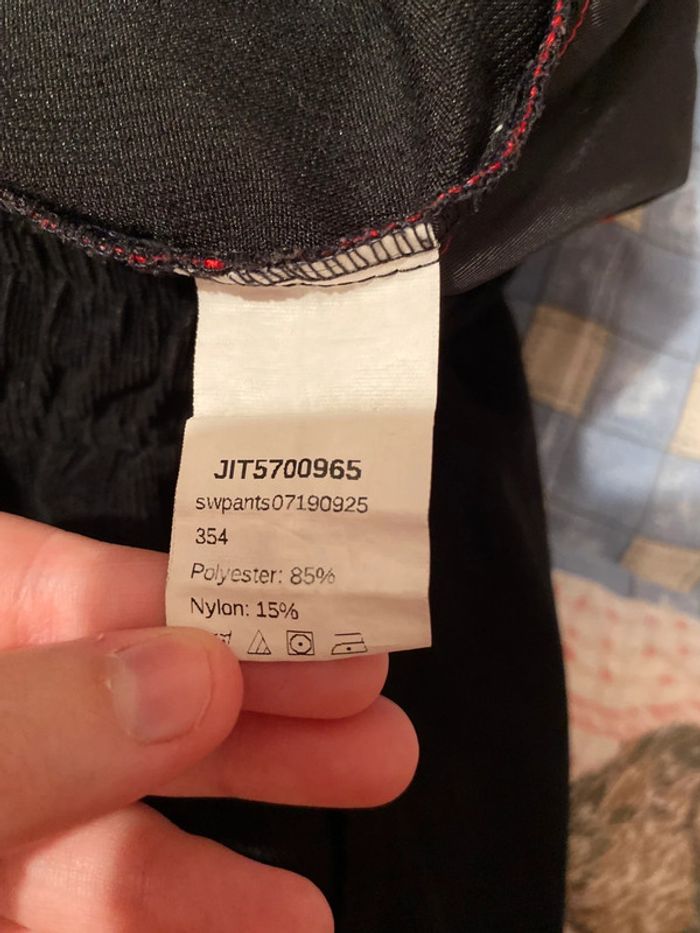 JIT5700965
swpants07190925
354
Polyester: 85%
Nylon: 15%